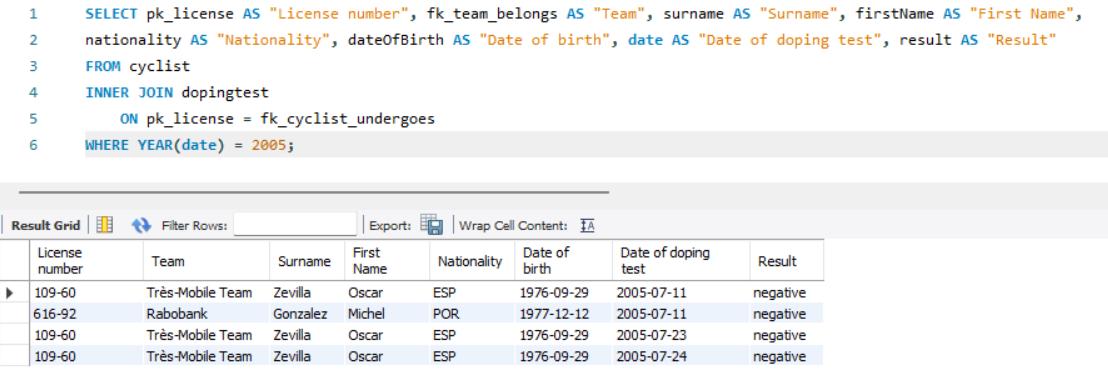 1 SELECT pk_license AS "License number", fk_team_belongs AS "Team", surname AS "Surname", firstName AS "First Name",
2 nationality AS "Nationality", dateOfBirth AS "Date of birth", date AS "Date of doping test", result AS "Result"
3 FROM cyclist
4 INNER JOIN dopingtest
5 ON pk_license = fk_cyclist_undergoes
6 WHERE YEAR(date) = 2005;
Result Grid Filter Rows: Export: Wrap Cell Content: IA
License number Team Surname First Name Nationality Date of birth Date of doping test Result
109-60 Très-Mobile Team Zevilla Oscar ESP 1976-09-29 2005-07-11 negative
616-92 Rabobank Gonzalez Michel POR 1977-12-12 2005-07-11 negative
109-60 Très-Mobile Team Zevilla Oscar ESP 1976-09-29 2005-07-23 negative
109-60 Très-Mobile Team Zevilla Oscar ESP 1976-09-29 2005-07-24 negative